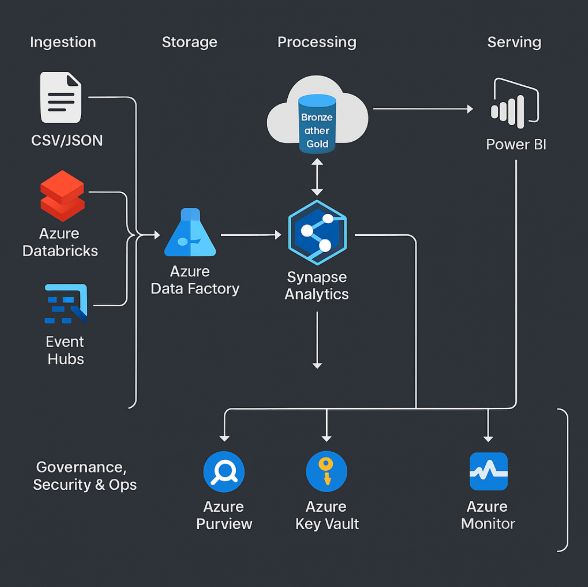 Ingestion
Storage
Processing
Serving
CSV/JSON
Bronze
ather
Gold
Power BI
Azure
Databricks
Azure
Data Factory
Synapse
Analytics
Event
Hubs
Governance,
Security & Ops
Azure
Purview
Azure
Key Vault
Azure
Monitor